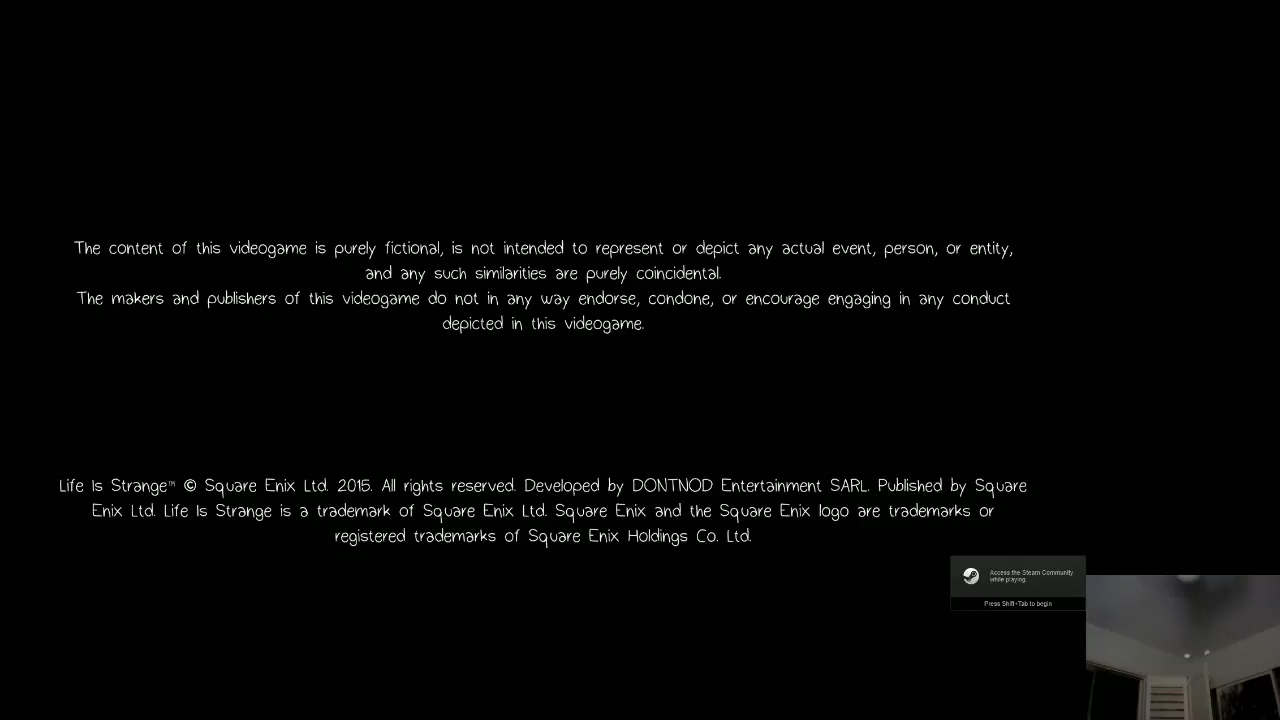 The content of this videogame is purely fictional, is not intended to represent or depict any actual event, person, or entity,
and any such similarities are purely coincidental.
The makers and publishers of this videogame do not in any way endorse, condone, or encourage engaging in any conduct
depicted in this videogame.
Life Is Strange™ © Square Enix Ltd. 2015. All rights reserved. Developed by DONTNOD Entertainment SARL. Published by Square
Enix Ltd. Life Is Strange is a trademark of Square Enix Ltd. Square Enix and the Square Enix logo are trademarks or
registered trademarks of Square Enix Holdings Co. Ltd.
Access the Steam Community
while playing.
Press Shift+Tab to begin